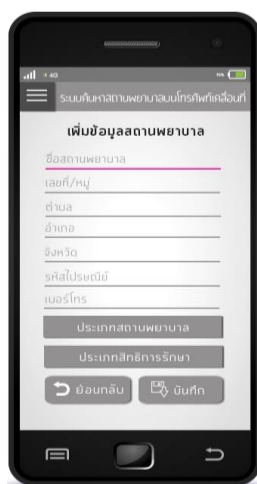 4G
ระบบค้นหาสถานพยาบาลบนโทรศัพท์เคลื่อนที่
เพิ่มข้อมูลสถานพยาบาล
ชื่อสถานพยาบาล
เลขที่/หมู่
ตำบล
อำเภอ
จังหวัด
รหัสไปรษณีย์
เบอร์โทร
ประเภทสถานพยาบาล
ประเภทสิทธิการรักษา
ย้อนกลับ
บันทึก